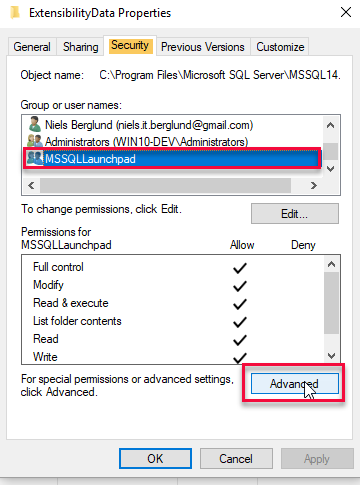 ExtensibilityData Properties
General Sharing Security Previous Versions Customize
Object name: C:\Program Files\Microsoft SQL Server\MSSQL14.
Group or user names:
Niels Berglund (niels.it.berglund@gmail.com)
Administrators (WIN10-DEV\Administrators)
MSSQLLaunchpad
To change permissions, click Edit.
Edit...
Permissions for
MSSQLLaunchpad Allow Deny
Full control
Modify
Read & execute
List folder contents
Read
Write
For special permissions or advanced settings,
click Advanced.
Advanced
OK Cancel Apply